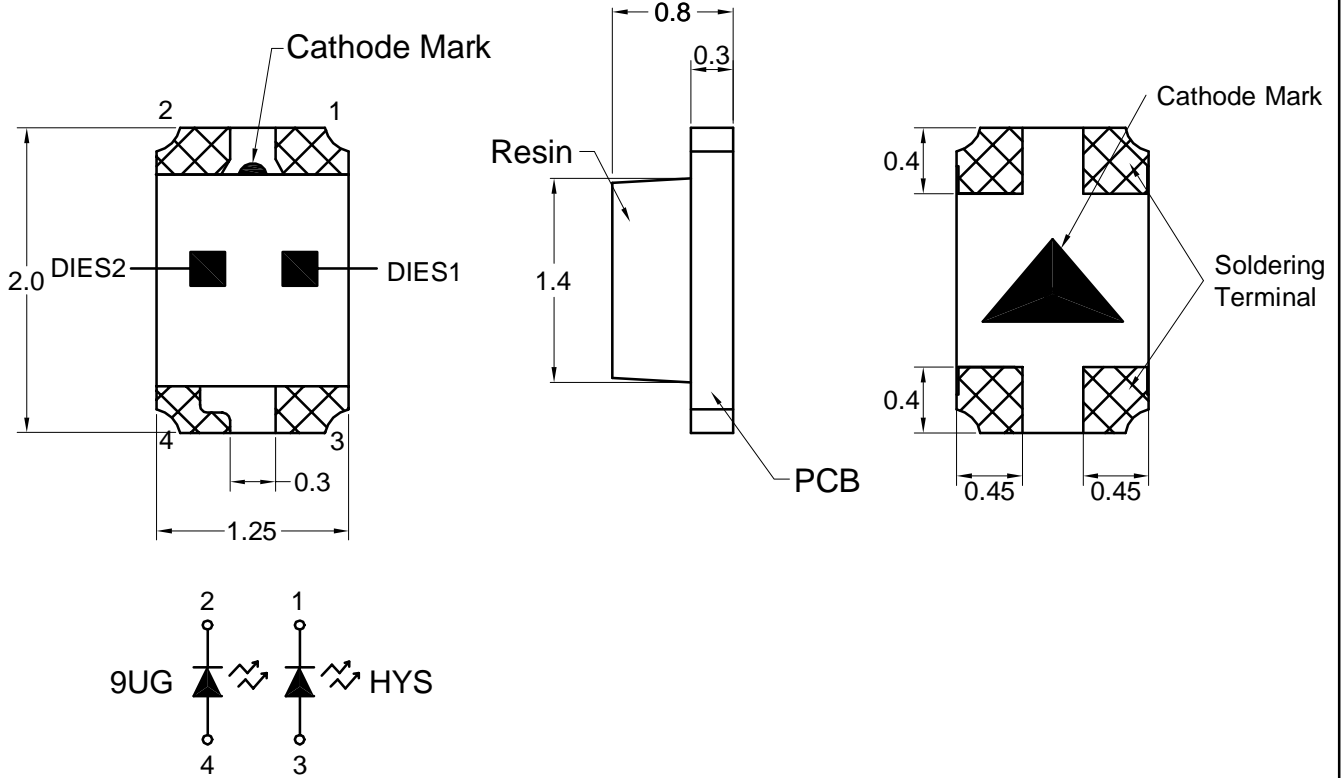 Cathode Mark
2 1
2.0
DIES2 DIES1
4 3
0.3
1.25
0.8
0.3
Resin
1.4
PCB
Cathode Mark
0.4
Soldering
Terminal
0.4
0.45 0.45
2 1
9UG HYS
4 3